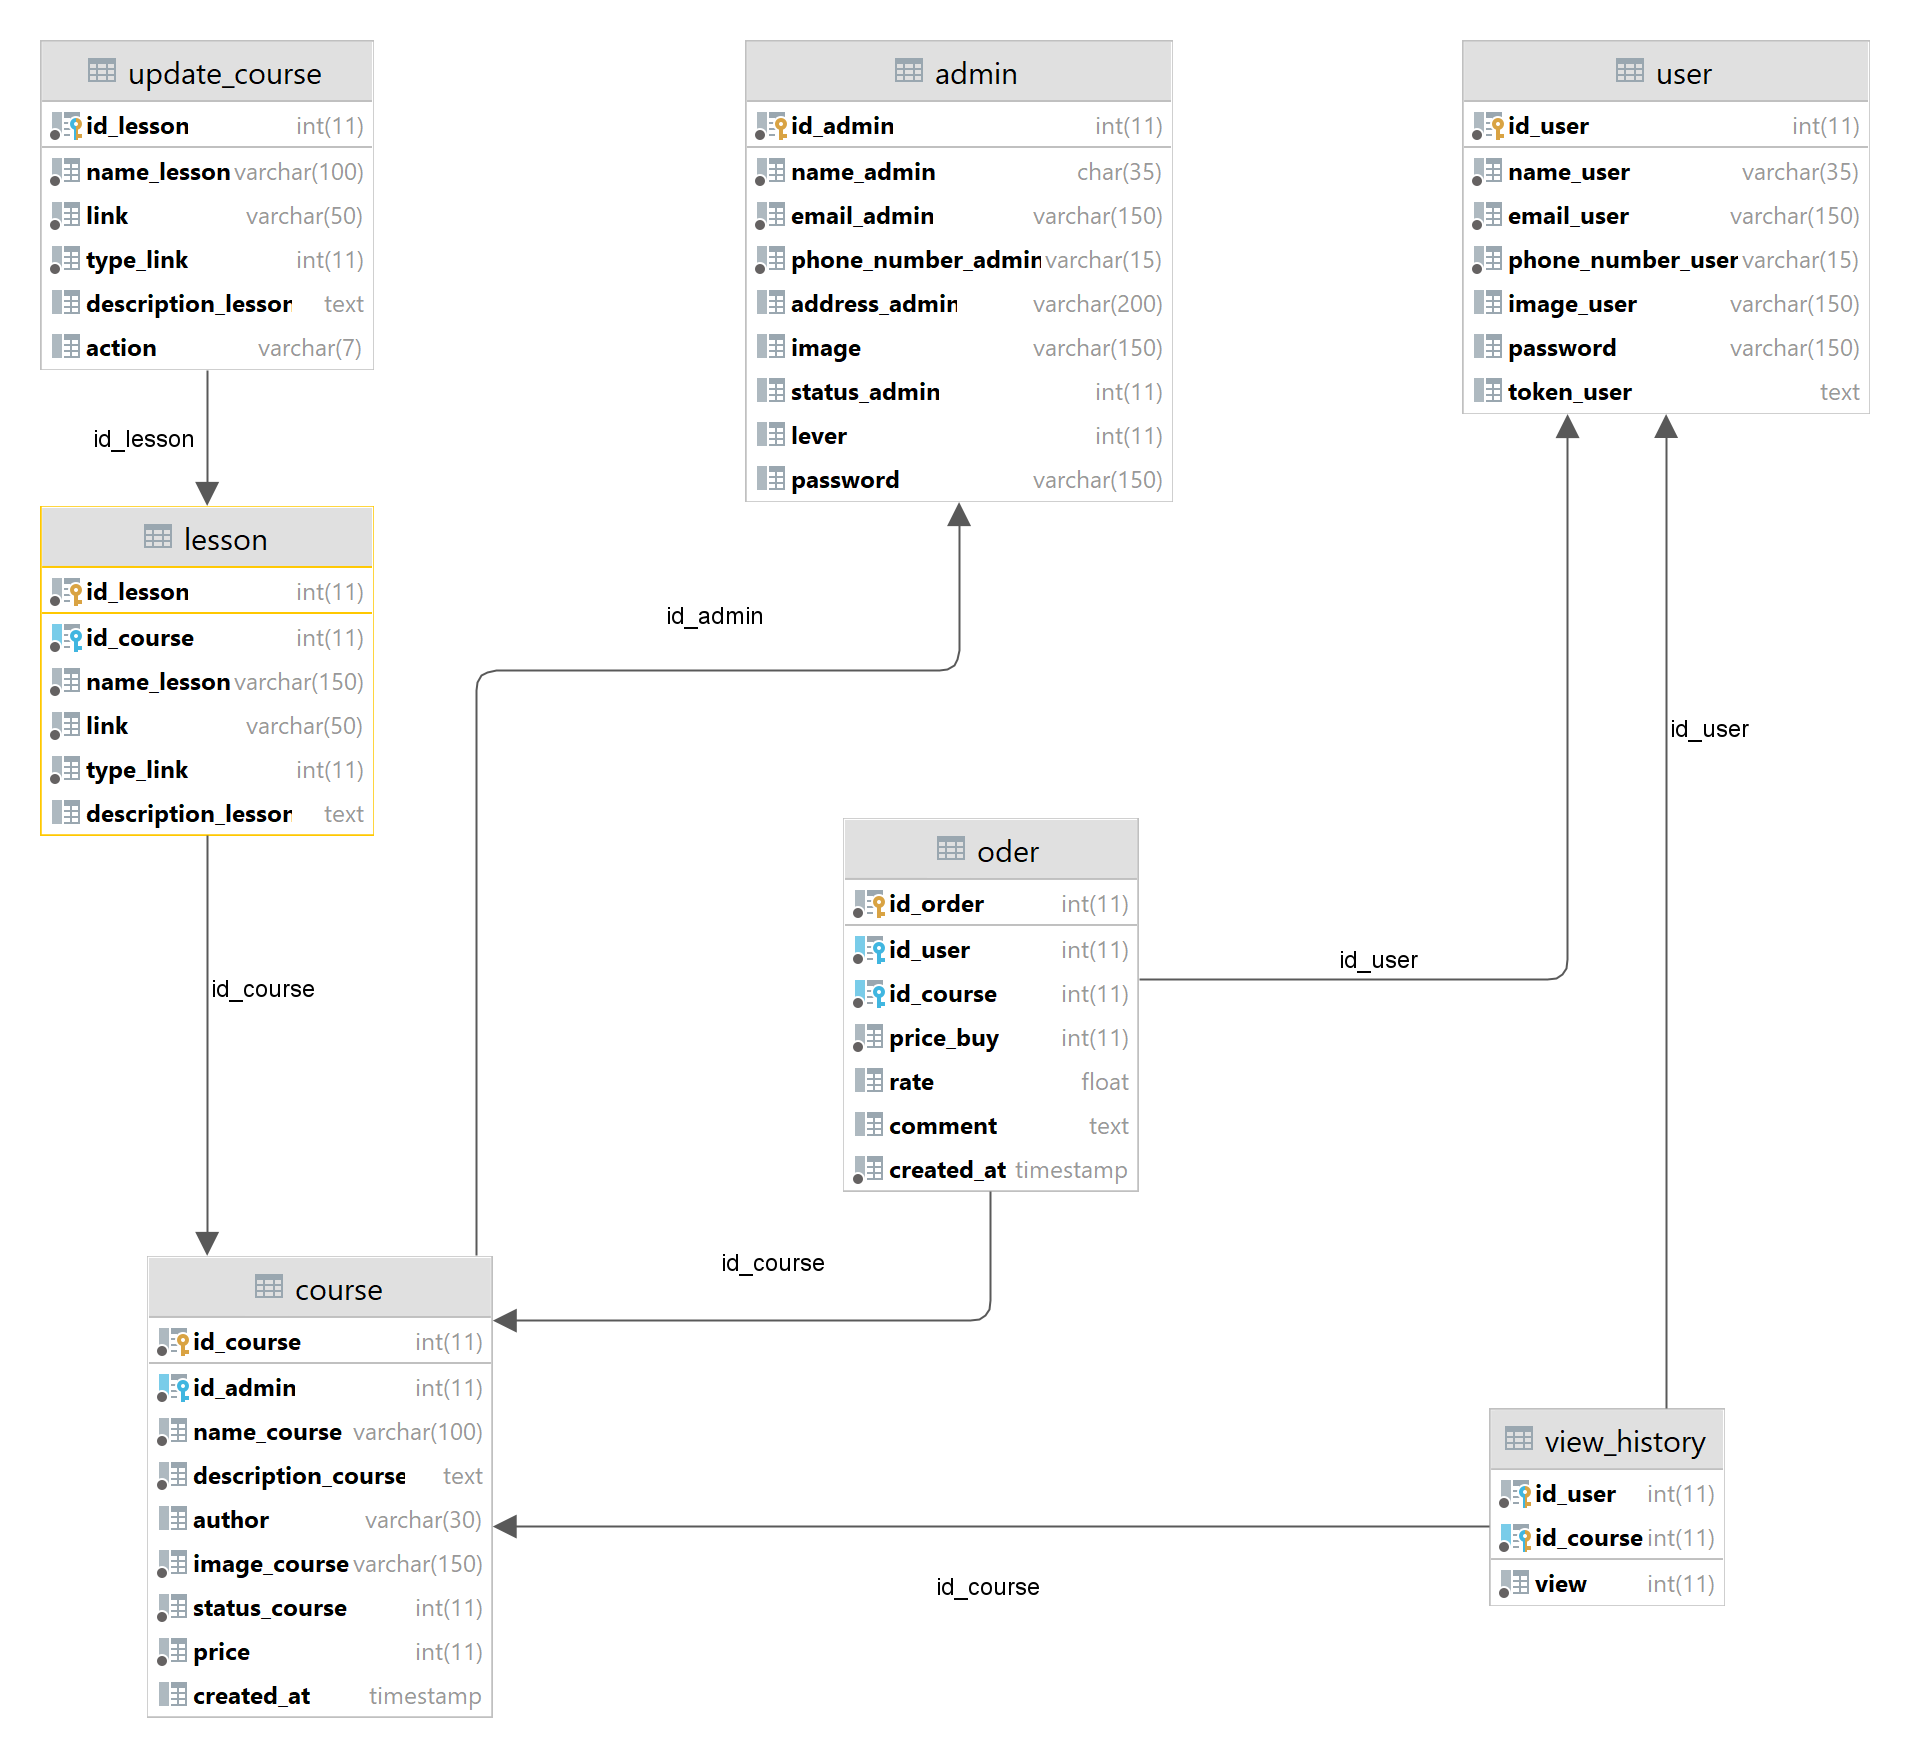 update_course
id_lesson int(11)
name_lesson varchar(100)
link varchar(50)
type_link int(11)
description_lesson text
action varchar(7)
admin
id_admin int(11)
name_admin char(35)
email_admin varchar(150)
phone_number_admin varchar(15)
address_admin varchar(200)
image varchar(150)
status_admin int(11)
lever int(11)
password varchar(150)
user
id_user int(11)
name_user varchar(35)
email_user varchar(150)
phone_number_user varchar(15)
image_user varchar(150)
password varchar(150)
token_user text
id_lesson
lesson
id_lesson int(11)
id_course int(11)
name_lesson varchar(150)
link varchar(50)
type_link int(11)
description_lesson text
id_admin
id_user
oder
id_order int(11)
id_user int(11)
id_course int(11)
price_buy int(11)
rate float
comment text
created_at timestamp
id_user
id_course
id_course
course
id_course int(11)
id_admin int(11)
name_course varchar(100)
description_course text
author varchar(30)
image_course varchar(150)
status_course int(11)
price int(11)
created_at timestamp
view_history
id_user int(11)
id_course int(11)
view int(11)
id_course